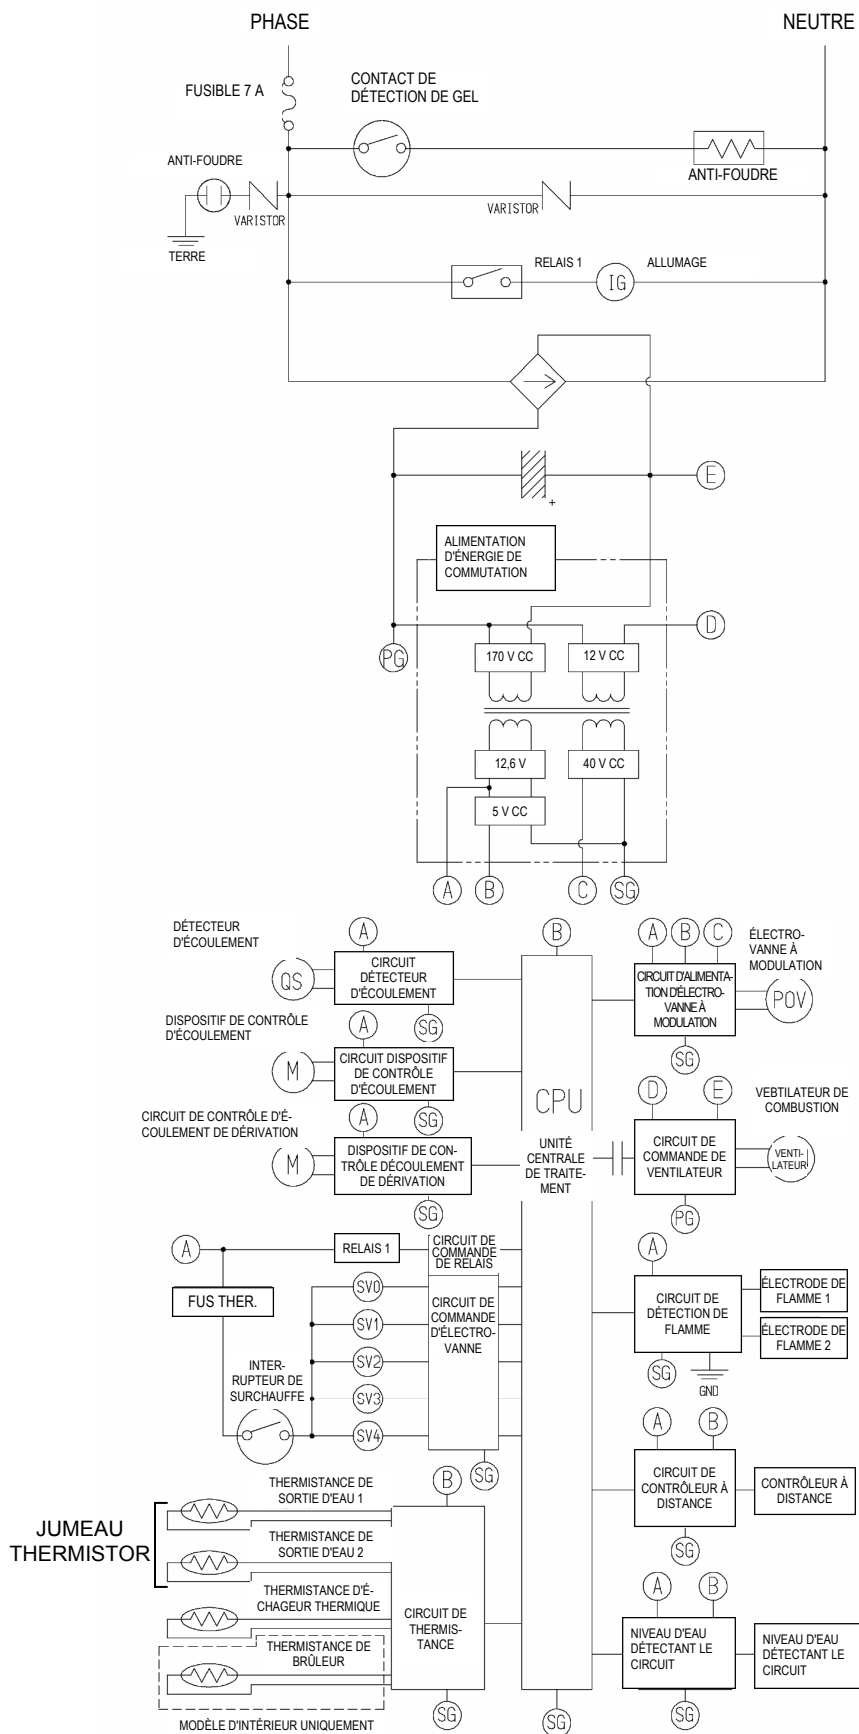 PHASE
NEUTRE
FUSIBLE 7 A
CONTACT DE
DÉTECTION DE GEL
ANTI-FOUDRE
ANTI-FOUDRE
VARISTOR
VARISTOR
TERRE
RELAIS 1
ALLUMAGE
IG
E
+
ALIMENTATION
D'ÉNERGIE DE
COMMUTATION
D
PG
170 V CC
12 V CC
12,6 V
40 V CC
5 V CC
A
B
C
SG
DÉTECTEUR
D'ÉCOULEMENT
A
QS
CIRCUIT
DÉTECTEUR
D'ÉCOULEMENT
SG
B
A
B
C
ÉLECTRO-
VANNE À
MODULATION
CIRCUIT D'ALIMENTA-
TION D'ÉLECTRO-
VANNE À
MODULATION
POV
SG
DISPOSITIF DE CONTRÔLE
D'ÉCOULEMENT
A
M
CIRCUIT DISPOSITIF
DE CONTRÔLE
D'ÉCOULEMENT
SG
CPU
UNITÉ
CENTRALE
DE TRAITE-
MENT
D
E
VEBTILATEUR DE
COMBUSTION
CIRCUIT DE
COMMANDE DE
VENTILATEUR
VENTI-
LATEUR
PG
CIRCUIT DE CONTRÔLE D'É-
COULEMENT DE DÉRIVATION
A
M
DISPOSITIF DE CON-
TRÔLE DÉCOULEMENT
DE DÉRIVATION
SG
A
RELAIS 1
CIRCUIT DE
COMMANDE
DE RELAIS
FUS THER.
SV0
SV1
SV2
SV3
SV4
CIRCUIT DE
COMMANDE
D'ÉLECTRO-
VANNE
INTER-
RUPTEUR DE
SURCHAUFFE
SG
A
CIRCUIT DE
DÉTECTION DE
FLAMME
ÉLECTRODE DE
FLAMME 1
ÉLECTRODE DE
FLAMME 2
SG
GND
A
B
CIRCUIT DE
CONTRÔLEUR À
DISTANCE
CONTRÔLEUR À
DISTANCE
SG
JUMEAU
THERMISTOR
THERMISTANCE DE
SORTIE D'EAU 1
THERMISTANCE DE
SORTIE D'EAU 2
THERMISTANCE D'É-
CHAGEUR THERMIQUE
THERMISTANCE DE
BRÛLEUR
MODÈLE D'INTÉRIEUR UNIQUEMENT
B
CIRCUIT DE
THERMIS-
TANCE
SG
SG
A
B
NIVEAU D'EAU
DÉTECTANT LE
CIRCUIT
NIVEAU D'EAU
DÉTECTANT LE
CIRCUIT
SG